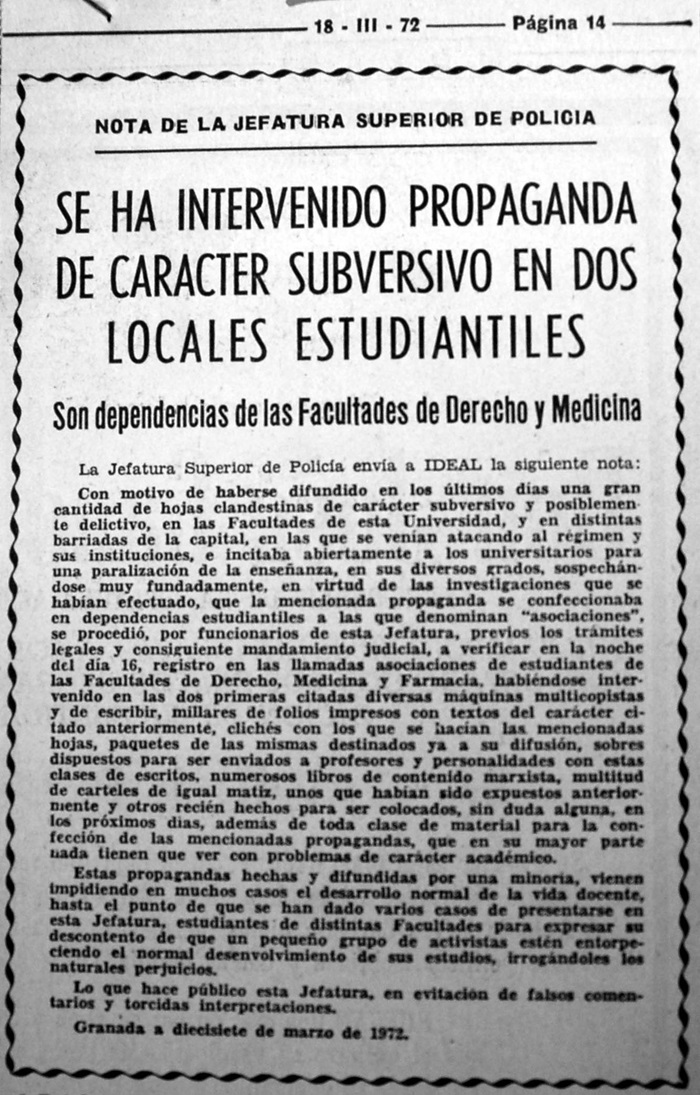 18 - III - 72
Página 14
NOTA DE LA JEFATURA SUPERIOR DE POLICIA
SE HA INTERVENIDO PROPAGANDA
DE CARACTER SUBVERSIVO EN DOS
LOCALES ESTUDIANTILES
Son dependencias de las Facultades de Derecho y Medicina
La Jefatura Superior de Policía envía a IDEAL la siguiente nota:
Con motivo de haberse difundido en los últimos días una gran
cantidad de hojas clandestinas de carácter subversivo y posiblemen-
te delictivo, en las Facultades de esta Universidad, y en distintas
barriadas de la capital, en las que se venían atacando al régimen y
sus instituciones, e incitaba abiertamente a los universitarios para
una paralización de la enseñanza, en sus diversos grados, sospechán-
dose muy fundadamente, en virtud de las investigaciones que se
habían efectuado, que la mencionada propaganda se confeccionaba
en dependencias estudiantiles a las que denominan "asociaciones",
se procedió, por funcionarios de esta Jefatura, previos los trámites
legales y consiguiente mandamiento judicial, a verificar en la noche
del día 16, registro en las llamadas asociaciones de estudiantes de
las Facultades de Derecho, Medicina y Farmacia, habiéndose inter-
venido en las dos primeras citadas diversas máquinas multicopistas
y de escribir, millares de folios impresos con textos del carácter ci-
tado anteriormente, clichés con los que se hacían las mencionadas
hojas, paquetes de las mismas destinados ya a su difusión, sobres
dispuestos para ser enviados a profesores y personalidades con estas
clases de escritos, numerosos libros de contenido marxista, multitud
de carteles de igual matiz, unos que habían sido expuestos anterior-
mente y otros recién hechos para ser colocados, sin duda alguna, en
los próximos días, además de toda clase de material para la con-
fección de las mencionadas propagandas, que en su mayor parte
nada tienen que ver con problemas de carácter académico.
Estas propagandas hechas y difundidas por una minoría, vienen
impidiendo en muchos casos el desarrollo normal de la vida docente,
hasta el punto de que se han dado varios casos de presentarse en
esta Jefatura, estudiantes de distintas Facultades para expresar su
descontento de que un pequeño grupo de activistas estén entorpe-
ciendo el normal desenvolvimiento de sus estudios, irrogándoles los
naturales perjuicios.
Lo que hace público esta Jefatura, en evitación de falsos comen-
tarios y torcidas interpretaciones.
Granada a diecisiete de marzo de 1972.